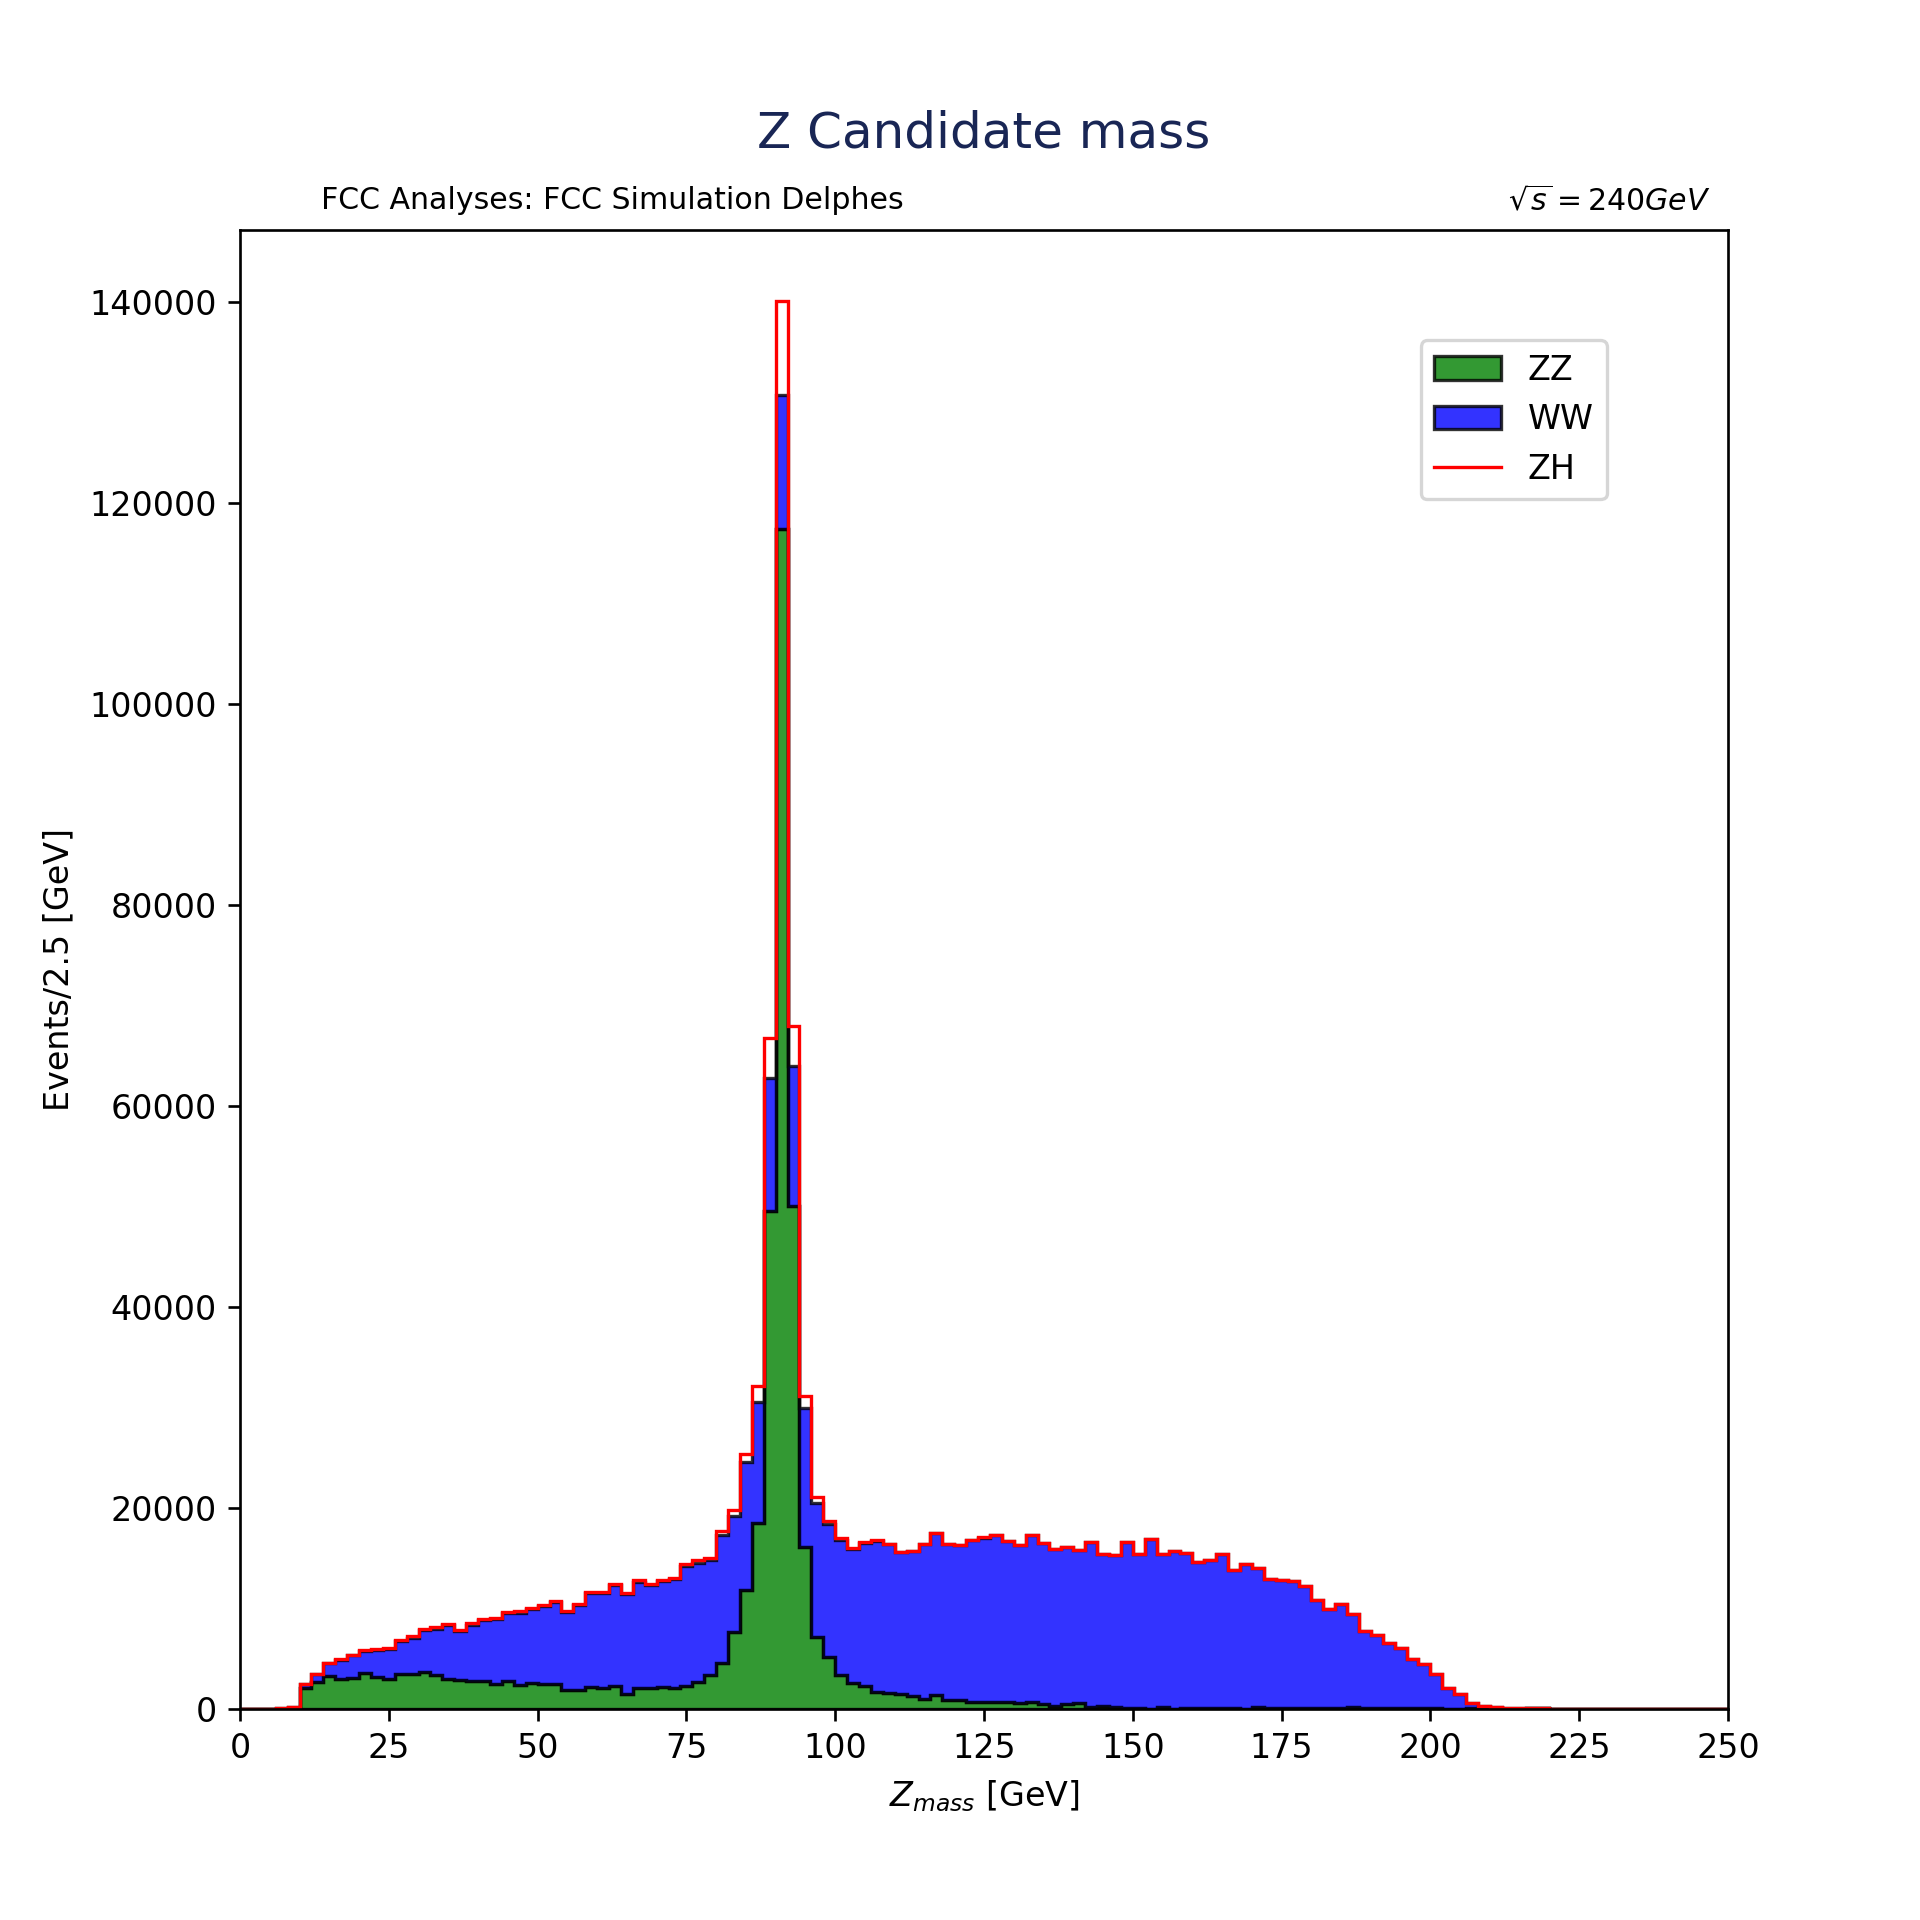 Z Candidate mass
FCC Analyses: FCC Simulation Delphes
√s = 240GeV
ZZ
WW
ZH
140000
120000
100000
80000
60000
40000
20000
0
Events/2.5 [GeV]
0 25 50 75 100 125 150 175 200 225 250
Z_mass [GeV]